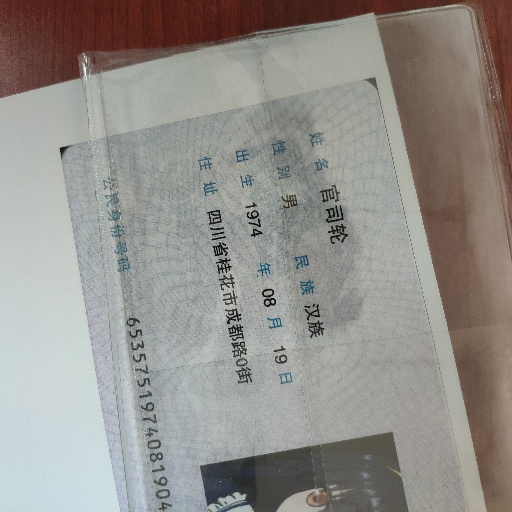 姓名 官司轮
性别 男 民族 汉族
出生 1974 年 08 月 19 日
住址 四川省桂花市成都路0街
公民身份号码 6535751974081904